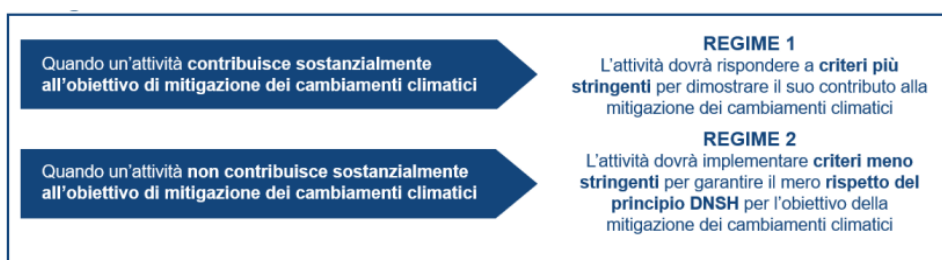 Quando un'attività contribuisce sostanzialmente
all'obiettivo di mitigazione dei cambiamenti climatici
REGIME 1
L'attività dovrà rispondere a criteri più
stringenti per dimostrare il suo contributo alla
mitigazione dei cambiamenti climatici
Quando un'attività non contribuisce sostanzialmente
all'obiettivo di mitigazione dei cambiamenti climatici
REGIME 2
L'attività dovrà implementare criteri meno
stringenti per garantire il mero rispetto del
principio DNSH per l'obiettivo della
mitigazione dei cambiamenti climatici